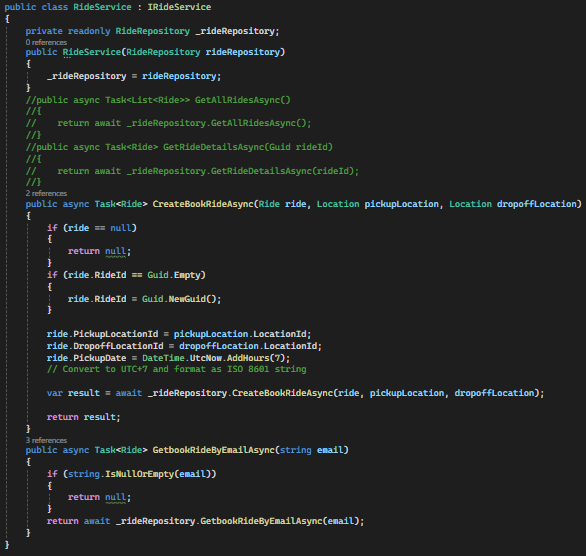 public class RideService : IRideService
{
    private readonly RideRepository _rideRepository;
    0 references
    public RideService(RideRepository rideRepository)
    {
        _rideRepository = rideRepository;
    }
    //public async Task<List<Ride>> GetAllRidesAsync()
    //{
    //    return await _rideRepository.GetAllRidesAsync();
    //}
    //public async Task<Ride> GetRideDetailsAsync(Guid rideId)
    //{
    //    return await _rideRepository.GetRideDetailsAsync(rideId);
    //}
    2 references
    public async Task<Ride> CreateBookRideAsync(Ride ride, Location pickupLocation, Location dropoffLocation)
    {
        if (ride == null)
        {
            return null;
        }
        if (ride.RideId == Guid.Empty)
        {
            ride.RideId = Guid.NewGuid();
        }

        ride.PickupLocationId = pickupLocation.LocationId;
        ride.DropoffLocationId = dropoffLocation.LocationId;
        ride.PickupDate = DateTime.UtcNow.AddHours(7);
        // Convert to UTC+7 and format as ISO 8601 string

        var result = await _rideRepository.CreateBookRideAsync(ride, pickupLocation, dropoffLocation);

        return result;
    }
    3 references
    public async Task<Ride> GetbookRideByEmailAsync(string email)
    {
        if (string.IsNullOrEmpty(email))
        {
            return null;
        }
        return await _rideRepository.GetbookRideByEmailAsync(email);
    }
}